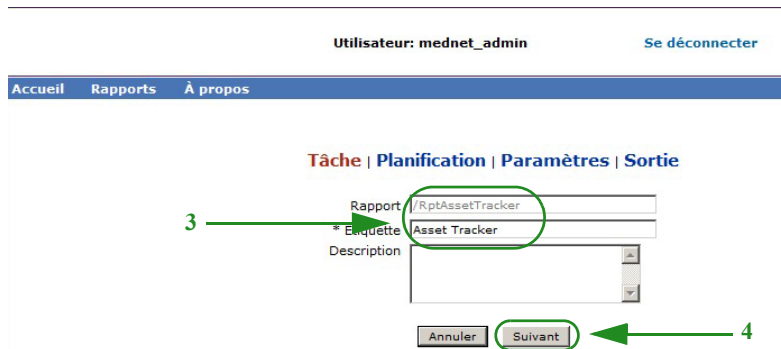 Utilisateur: mednet_admin Se déconnecter
Accueil Rapports À propos
Tâche | Planification | Paramètres | Sortie
Rapport /RptAssetTracker
3
* Étiquette Asset Tracker
Description
Annuler Suivant 4